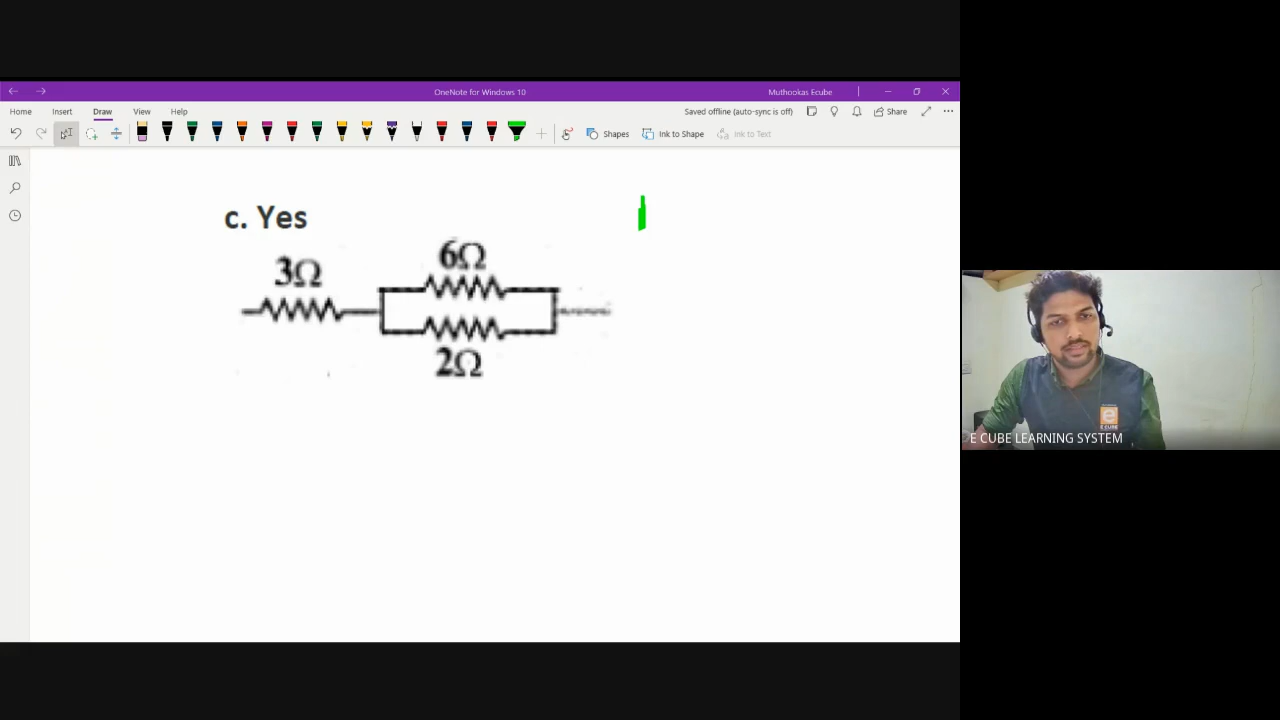 OneNote for Windows 10
Muthookas Ecube
Home Insert Draw View Help
Saved offline (auto-sync is off)
Share
Shapes
Ink to Shape
Ink to Text
c. Yes
3Ω
6Ω
2Ω
e
E CUBE
E CUBE LEARNING SYSTEM